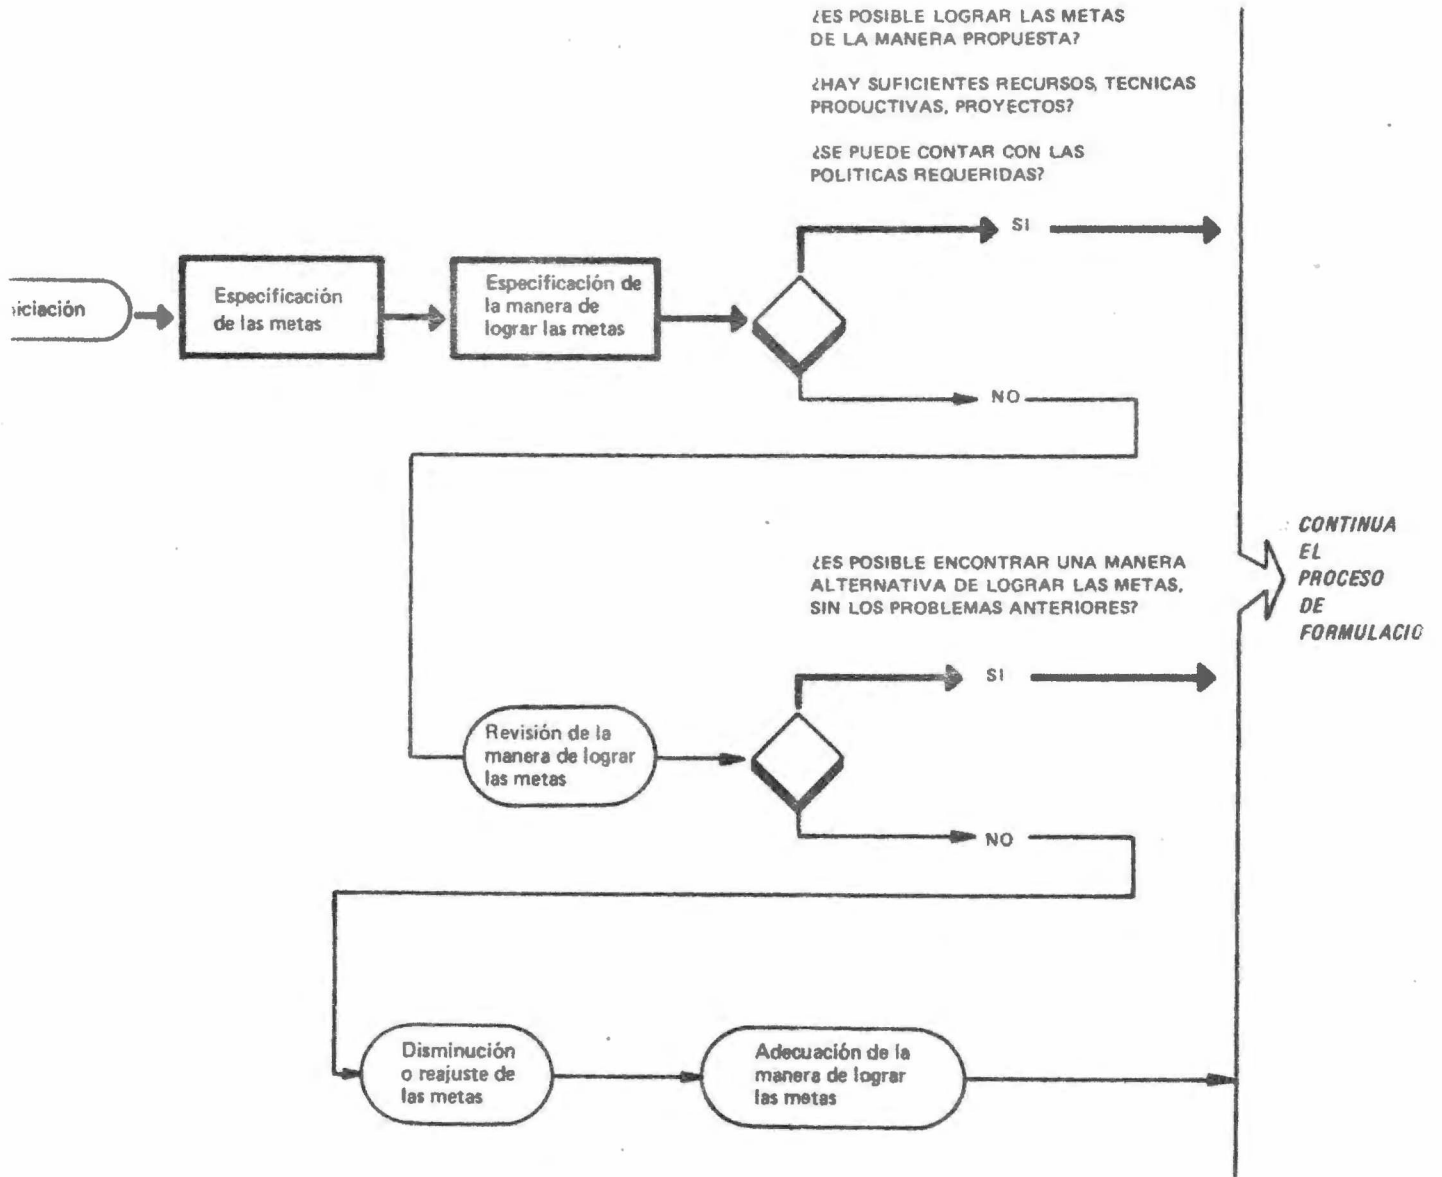 ¿ES POSIBLE LOGRAR LAS METAS
DE LA MANERA PROPUESTA?
¿HAY SUFICIENTES RECURSOS, TECNICAS
PRODUCTIVAS, PROYECTOS?
¿SE PUEDE CONTAR CON LAS
POLITICAS REQUERIDAS?
SI
iciación
Especificación
de las metas
Especificación de
la manera de
lograr las metas
NO
¿ES POSIBLE ENCONTRAR UNA MANERA
ALTERNATIVA DE LOGRAR LAS METAS,
SIN LOS PROBLEMAS ANTERIORES?
CONTINUA
EL
PROCESO
DE
FORMULACIO
SI
Revisión de la
manera de lograr
las metas
NO
Disminución
o reajuste de
las metas
Adecuación de la
manera de lograr
las metas